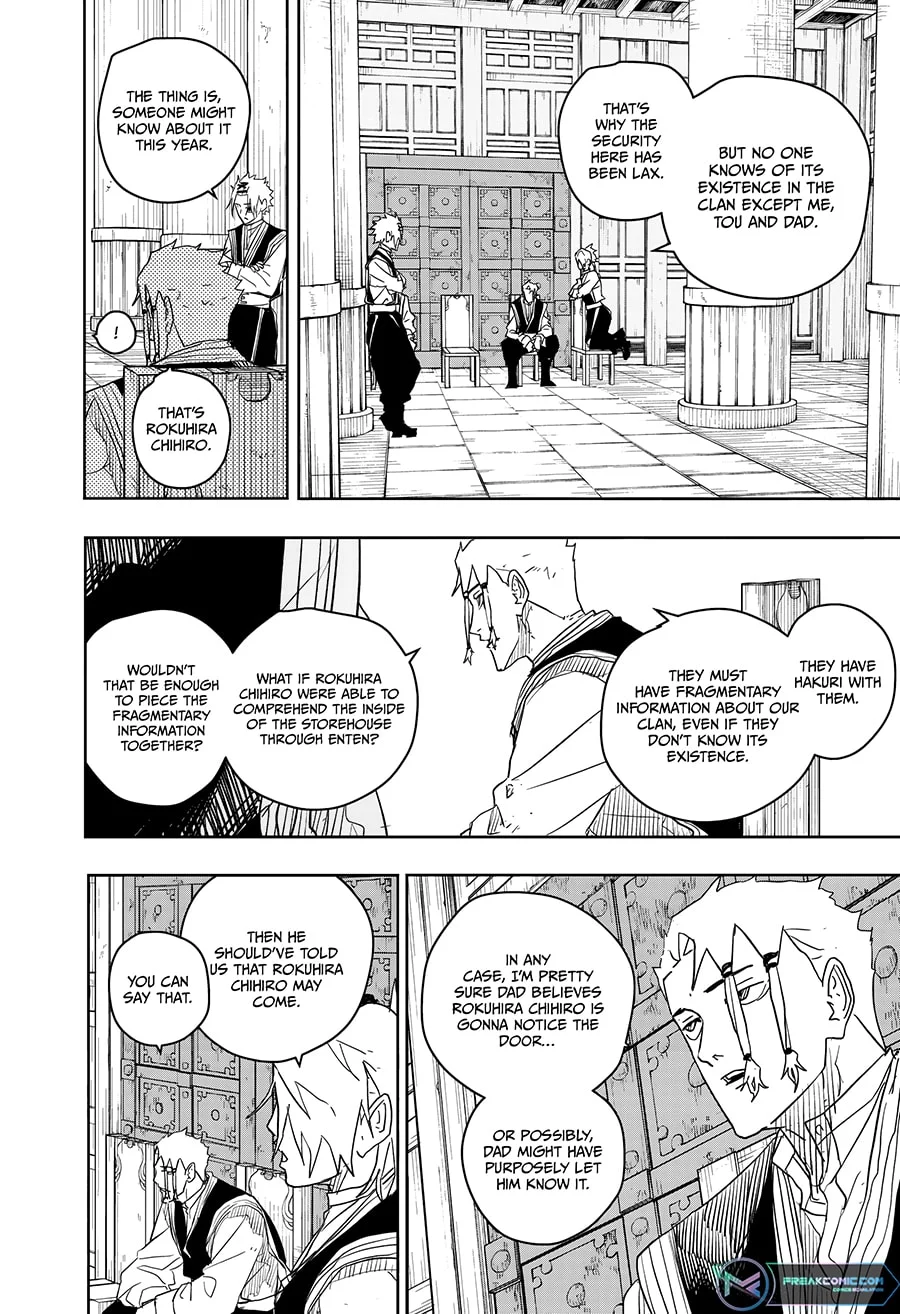 BUT NO ONE
KNOWS OF ITS
EXISTENCE IN THE
CLAN EXCEPT ME,
TOU AND DAD.
THAT'S
WHY THE
SECURITY
HERE HAS
BEEN LAX.
THE THING IS,
SOMEONE MIGHT
KNOW ABOUT IT
THIS YEAR.
!
THAT'S
ROKUHIRA
CHIHIRO.
THEY HAVE
HAKURI WITH
THEM.
THEY MUST
HAVE FRAGMENTARY
INFORMATION ABOUT OUR
CLAN, EVEN IF THEY
DON'T KNOW ITS
EXISTENCE.
WHAT IF ROKUHIRA
CHIHIRO WERE ABLE TO
COMPREHEND THE INSIDE
OF THE STOREHOUSE
THROUGH ENTEN?
WOULDN'T
THAT BE ENOUGH
TO PIECE THE
FRAGMENTARY
INFORMATION
TOGETHER?
IN ANY
CASE, I'M PRETTY
SURE DAD BELIEVES
ROKUHIRA CHIHIRO IS
GONNA NOTICE THE
DOOR...
OR POSSIBLY,
DAD MIGHT HAVE
PURPOSELY LET
HIM KNOW IT.
THEN HE
SHOULD'VE TOLD
US THAT ROKUHIRA
CHIHIRO MAY
COME.
YOU CAN
SAY THAT.
FREAKCOMIC.COM